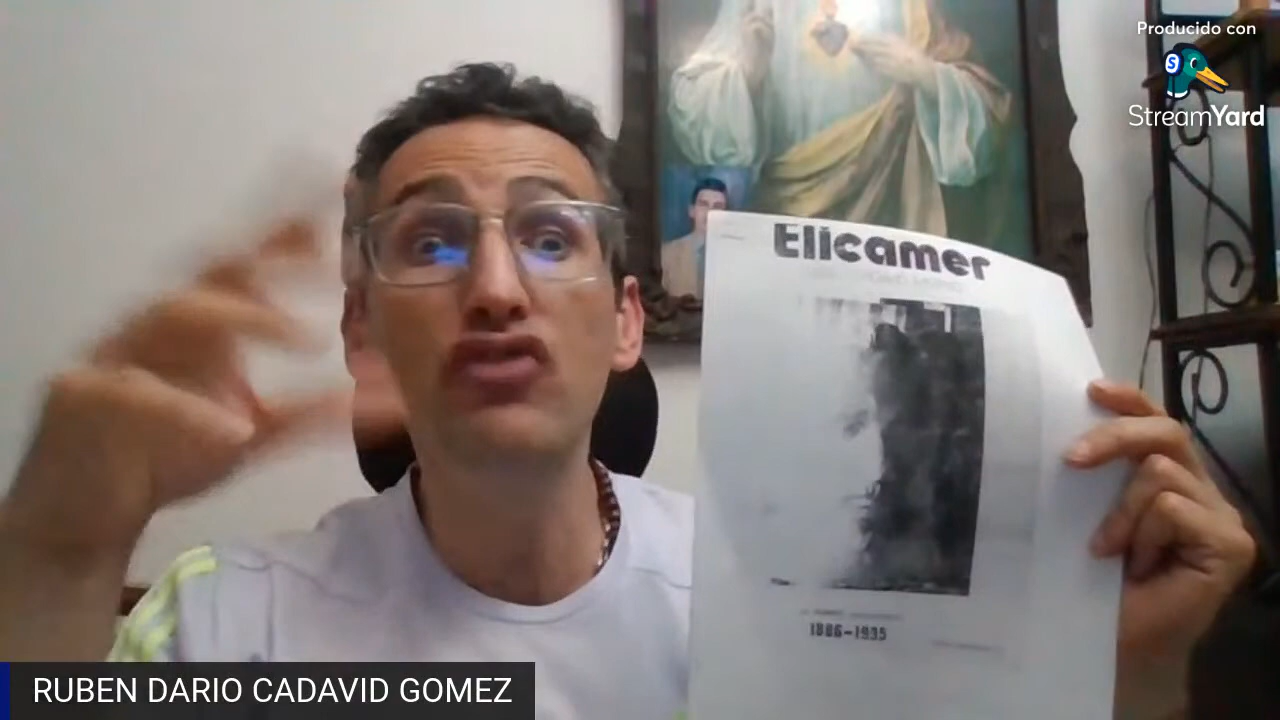 Producido con
S
StreamYard
Elicamer
1886-1935
RUBEN DARIO CADAVID GOMEZ